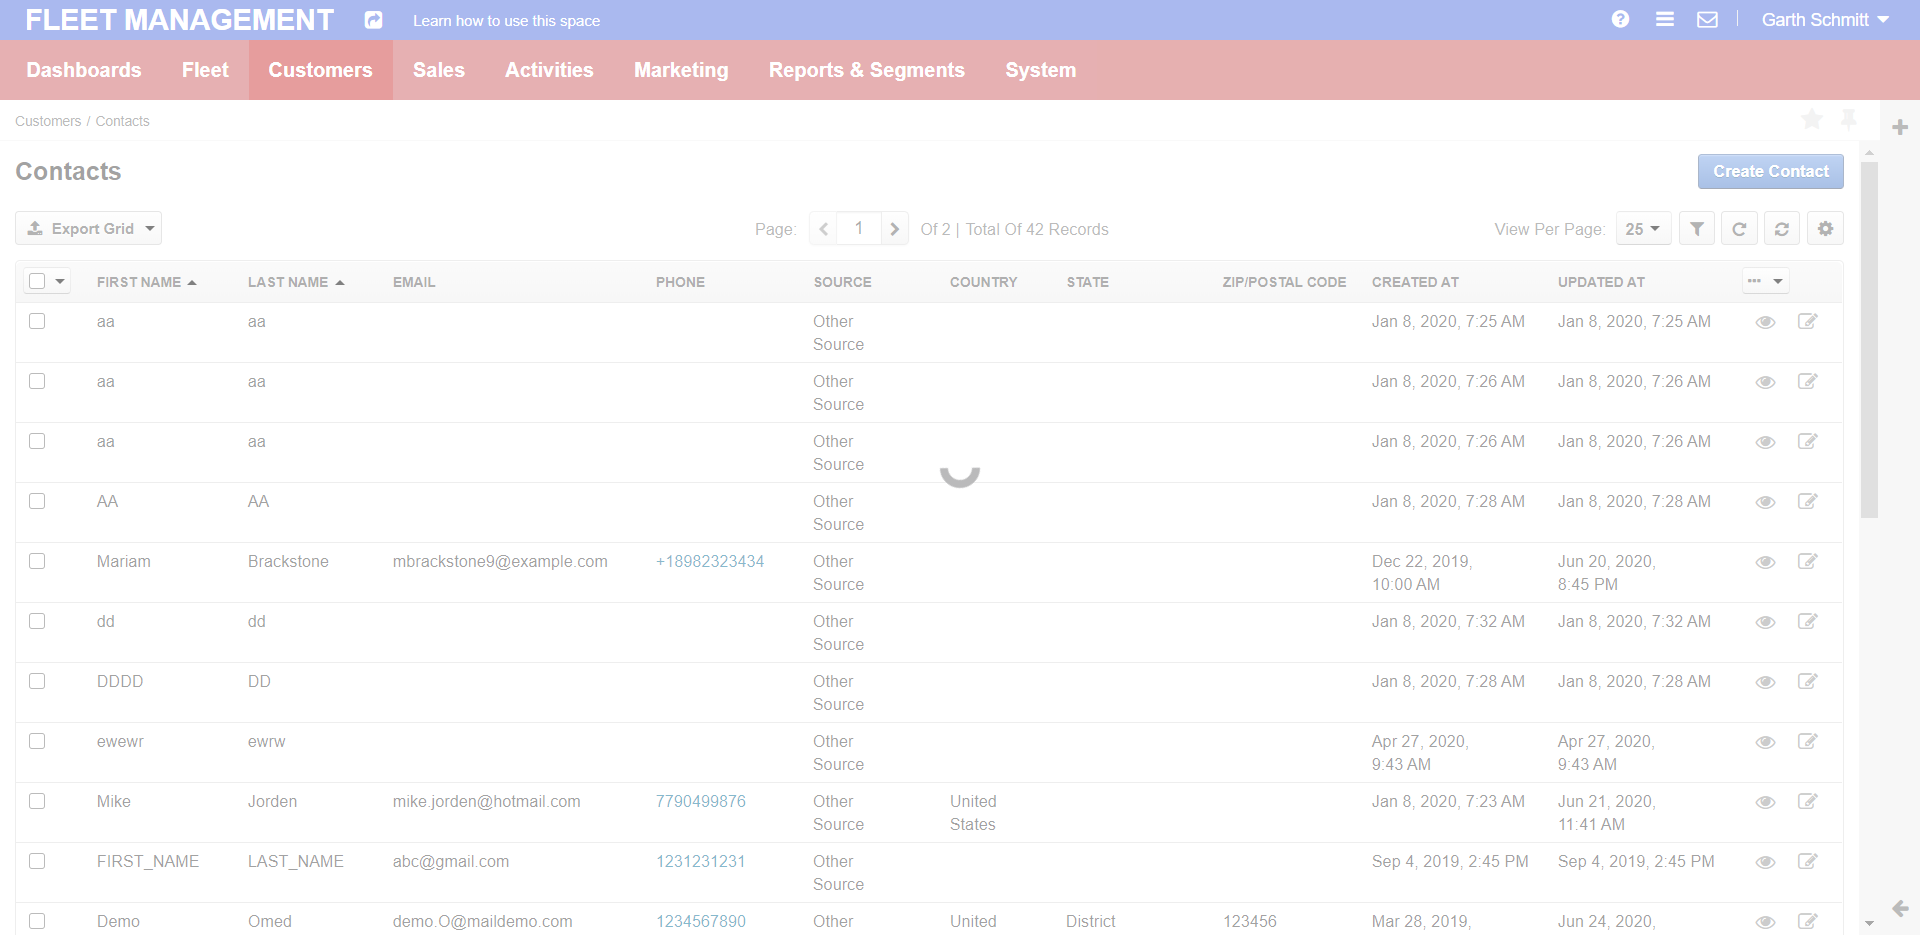 FLEET MANAGEMENT Learn how to use this space Garth Schmitt
Dashboards Fleet Customers Sales Activities Marketing Reports & Segments System
Customers / Contacts
Contacts Create Contact
Export Grid Page: 1 Of 2 | Total Of 42 Records View Per Page: 25
FIRST NAME LAST NAME EMAIL PHONE SOURCE COUNTRY STATE ZIP/POSTAL CODE CREATED AT UPDATED AT
aa aa Other Jan 8, 2020, 7:25 AM Jan 8, 2020, 7:25 AM
Source
aa aa Other Jan 8, 2020, 7:26 AM Jan 8, 2020, 7:26 AM
Source
aa aa Other Jan 8, 2020, 7:26 AM Jan 8, 2020, 7:26 AM
Source
AA AA Other Jan 8, 2020, 7:28 AM Jan 8, 2020, 7:28 AM
Source
Mariam Brackstone mbrackstone9@example.com +18982323434 Other Dec 22, 2019, Jun 20, 2020,
Source 10:00 AM 8:45 PM
dd dd Other Jan 8, 2020, 7:32 AM Jan 8, 2020, 7:32 AM
Source
DDDD DD Other Jan 8, 2020, 7:28 AM Jan 8, 2020, 7:28 AM
Source
ewewr ewrw Other Apr 27, 2020, Apr 27, 2020,
Source 9:43 AM 9:43 AM
Mike Jorden mike.jorden@hotmail.com 7790499876 Other United Jan 8, 2020, 7:23 AM Jun 21, 2020,
Source States 11:41 AM
FIRST_NAME LAST_NAME abc@gmail.com 1231231231 Other Sep 4, 2019, 2:45 PM Sep 4, 2019, 2:45 PM
Source
Demo Omed demo.O@maildemo.com 1234567890 Other United District 123456 Mar 28, 2019, Jun 24, 2020,